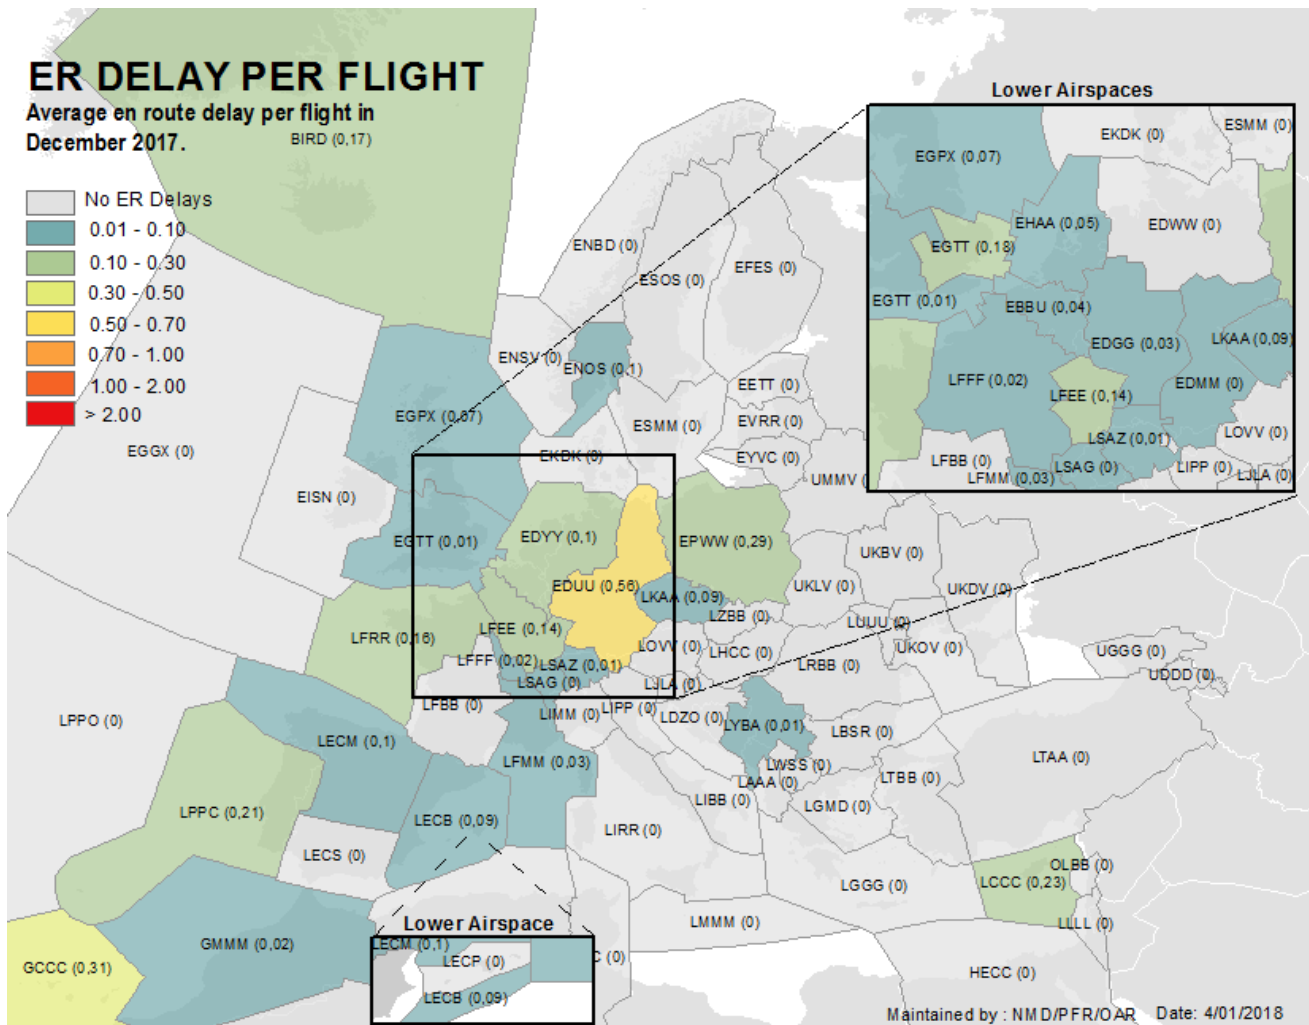 ER DELAY PER FLIGHT
Average en route delay per flight in
December 2017.
No ER Delays
0.01 - 0.10
0.10 - 0.30
0.30 - 0.50
0.50 - 0.70
0.70 - 1.00
1.00 - 2.00
> 2.00
BIRD (0,17)
ENBD (0)
ESOS (0)
EFES (0)
ENSV (0)
ENOS (0,1)
EETT (0)
EGPX (0,07)
ESMM (0)
EVRR (0)
EGGX (0)
EKDK (0)
EYVC (0)
UMMV (0)
EISN (0)
EGTT (0,01)
EDYY (0,1)
EPWW (0,29)
UKBV (0)
EDUU (0,56)
LKAA (0,09)
UKLV (0)
UKDV (0)
LZBB (0)
LFRR (0,16)
LFEE (0,14)
LUUU (0)
LOVV (0)
LHCC (0)
UKOV (0)
UGGG (0)
LFFF (0,02)
LSAZ (0,01)
LRBB (0)
UDDD (0)
LSAG (0)
LJLA (0)
LPPO (0)
LFBB (0)
LIMM (0)
LIPP (0)
LDZO (0)
LYBA (0,01)
LBSR (0)
LECM (0,1)
LFMM (0,03)
LWSS (0)
LTAA (0)
LAAA (0)
LTBB (0)
LPPC (0,21)
LECB (0,09)
LIBB (0)
LGMD (0)
LIRR (0)
LECS (0)
OLBB (0)
LGGG (0)
LCCC (0,23)
LMMM (0)
LLLL (0)
GMMM (0,02)
GCCC (0,31)
C (0)
HECC (0)
Lower Airspaces
EKDK (0)
ESMM (0)
EGPX (0,07)
EHAA (0,05)
EDWW (0)
EGTT (0,18)
EGTT (0,01)
EBBU (0,04)
EDGG (0,03)
LKAA (0,09)
LFFF (0,02)
LFEE (0,14)
EDMM (0)
LSAZ (0,01)
LOVV (0)
LFBB (0)
LSAG (0)
LIPP (0)
LFMM (0,03)
LJLA (0)
Lower Airspace
LECM (0,1)
LECP (0)
LECB (0,09)
Maintained by : NMD/PFR/OAR Date: 4/01/2018